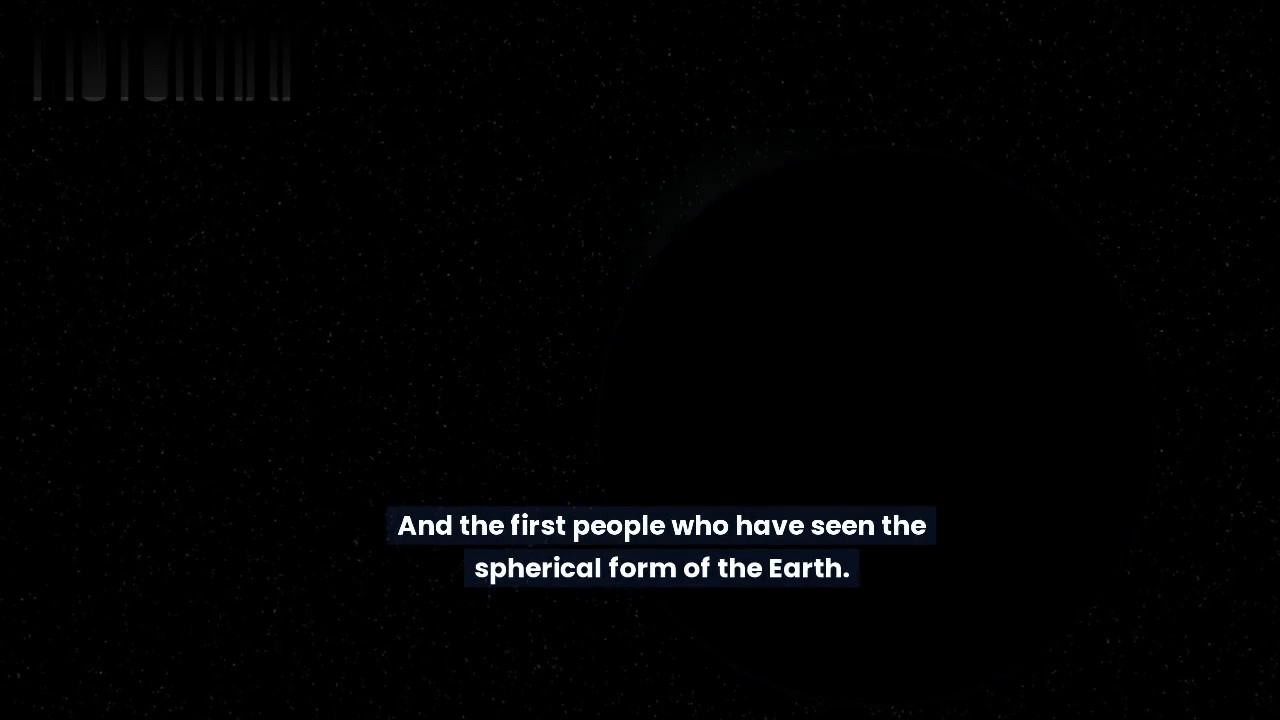 And the first people who have seen the
spherical form of the Earth.